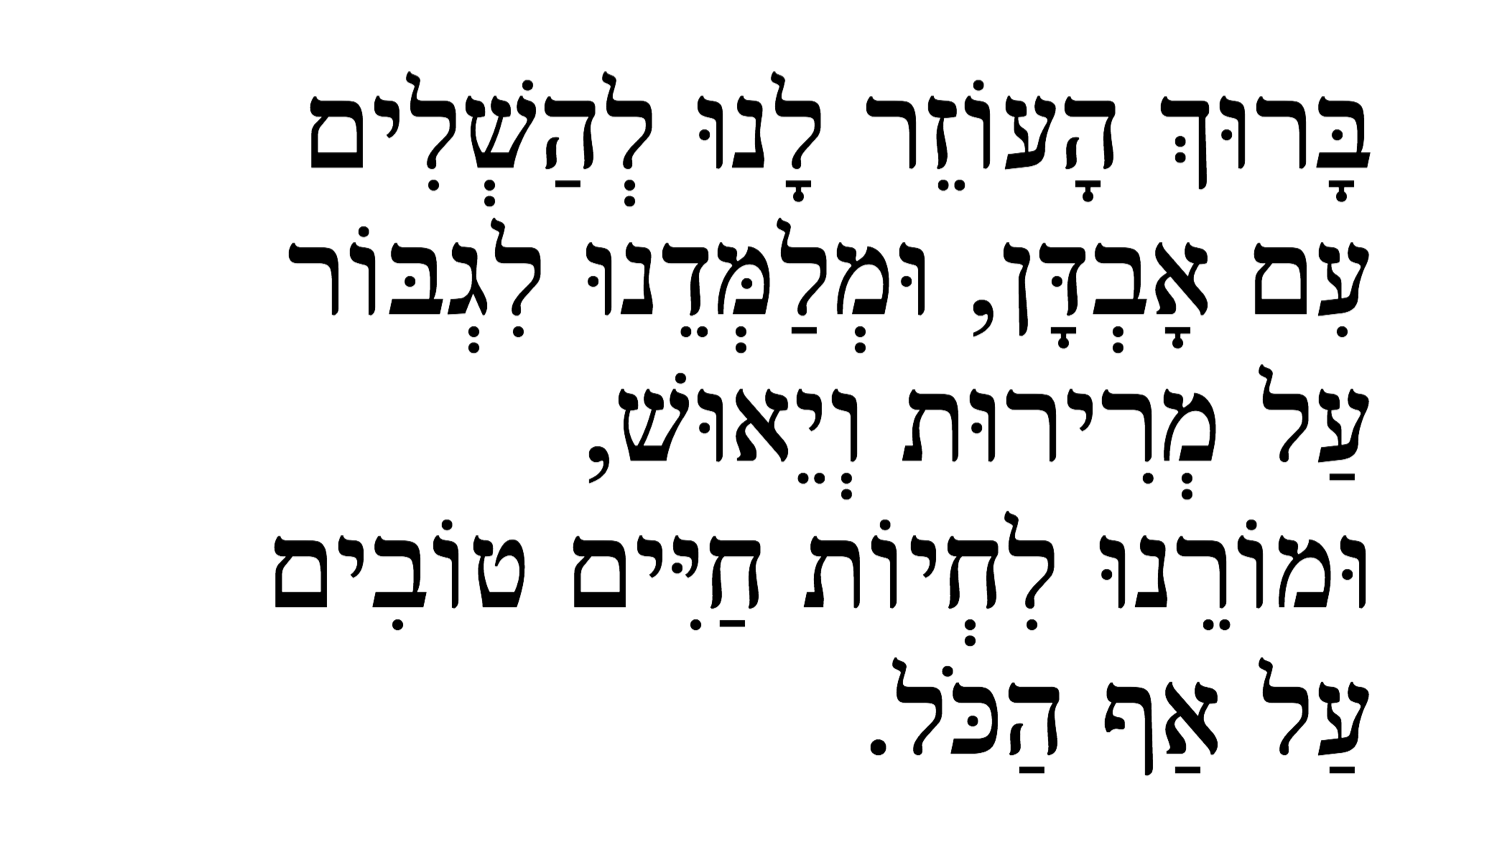 בָּרוּךְ הָעוֹזֵר לָנוּ לְהַשְׁלִים
עִם אָבְדָּן, וּמְלַמְּדֵנוּ לִגְבּוֹר
עַל מְרִירוּת וְיֵאוּשׁ,
וּמוֹרֵנוּ לִחְיוֹת חַיִּים טוֹבִים
עַל אַף הַכֹּל.